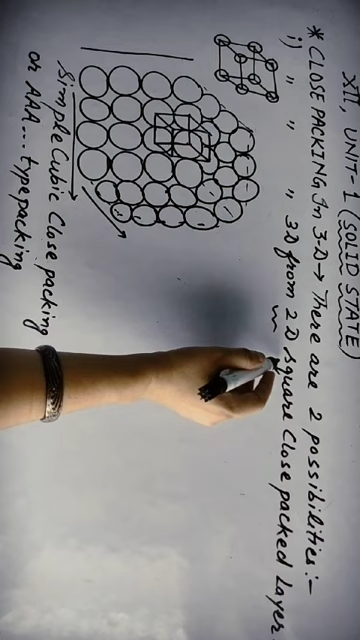 XII, UNIT-1 (SOLID STATE)
* CLOSE PACKING In 3-D → There are 2 possibilities:-
i) " " " 3D from 2D square Close packed Layer
Simple Cubic Close packing
or AAA... type packing